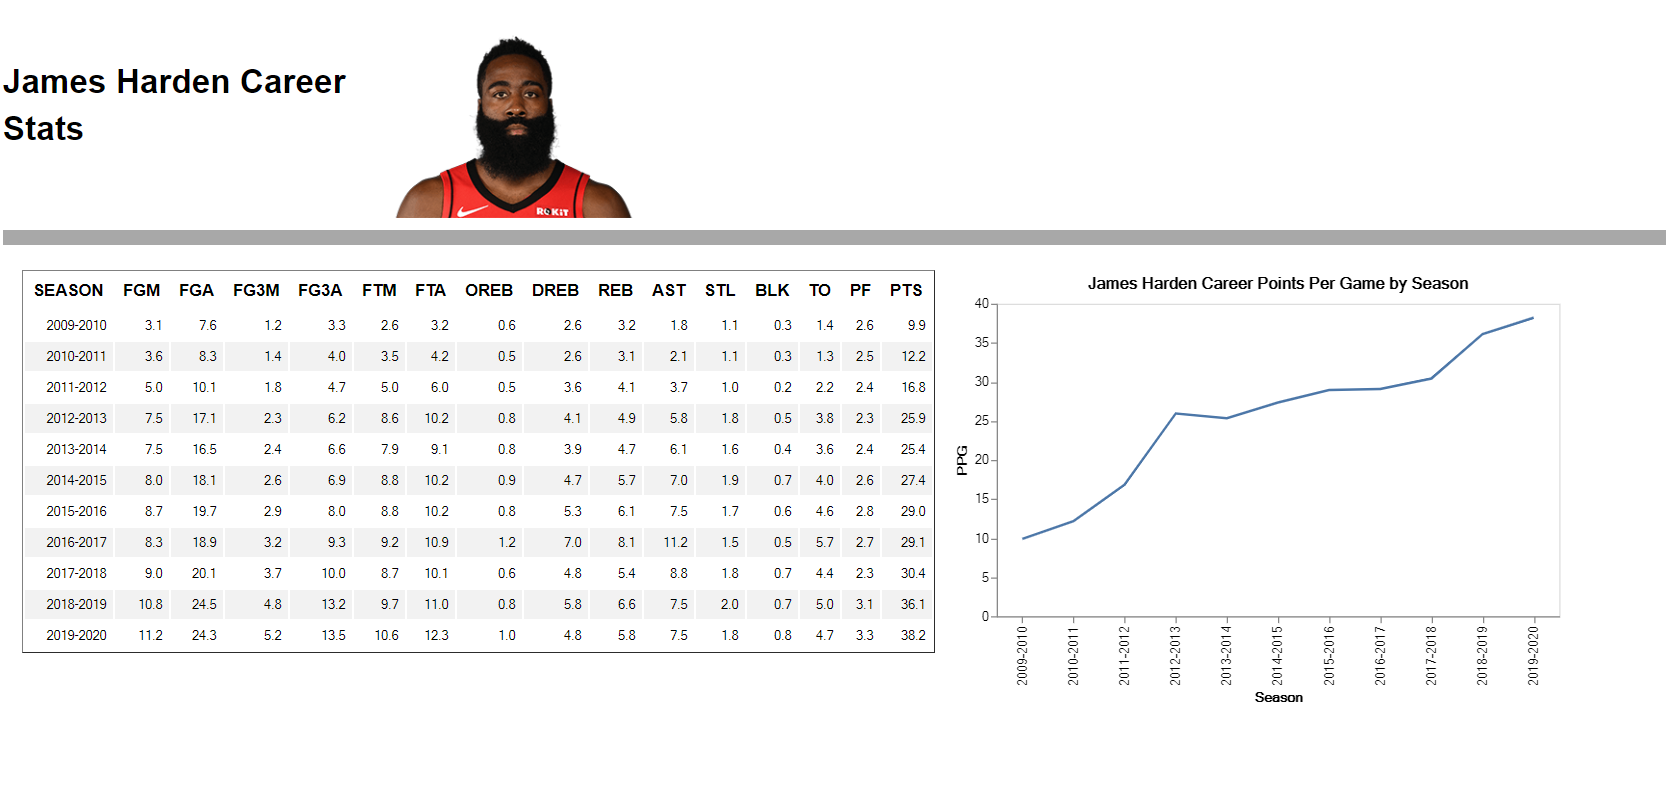 James Harden Career
Stats
ROKiT
SEASON FGM FGA FG3M FG3A FTM FTA OREB DREB REB AST STL BLK TO PF PTS
2009-2010 3.1 7.6 1.2 3.3 2.6 3.2 0.6 2.6 3.2 1.8 1.1 0.3 1.4 2.6 9.9
2010-2011 3.6 8.3 1.4 4.0 3.5 4.2 0.5 2.6 3.1 2.1 1.1 0.3 1.3 2.5 12.2
2011-2012 5.0 10.1 1.8 4.7 5.0 6.0 0.5 3.6 4.1 3.7 1.0 0.2 2.2 2.4 16.8
2012-2013 7.5 17.1 2.3 6.2 8.6 10.2 0.8 4.1 4.9 5.8 1.8 0.5 3.8 2.3 25.9
2013-2014 7.5 16.5 2.4 6.6 7.9 9.1 0.8 3.9 4.7 6.1 1.6 0.4 3.6 2.4 25.4
2014-2015 8.0 18.1 2.6 6.9 8.8 10.2 0.9 4.7 5.7 7.0 1.9 0.7 4.0 2.6 27.4
2015-2016 8.7 19.7 2.9 8.0 8.8 10.2 0.8 5.3 6.1 7.5 1.7 0.6 4.6 2.8 29.0
2016-2017 8.3 18.9 3.2 9.3 9.2 10.9 1.2 7.0 8.1 11.2 1.5 0.5 5.7 2.7 29.1
2017-2018 9.0 20.1 3.7 10.0 8.7 10.1 0.6 4.8 5.4 8.8 1.8 0.7 4.4 2.3 30.4
2018-2019 10.8 24.5 4.8 13.2 9.7 11.0 0.8 5.8 6.6 7.5 2.0 0.7 5.0 3.1 36.1
2019-2020 11.2 24.3 5.2 13.5 10.6 12.3 1.0 4.8 5.8 7.5 1.8 0.8 4.7 3.3 38.2
James Harden Career Points Per Game by Season
40
35
30
25
20
15
10
5
0
PPG
2009-2010
2010-2011
2011-2012
2012-2013
2013-2014
2014-2015
2015-2016
2016-2017
2017-2018
2018-2019
2019-2020
Season